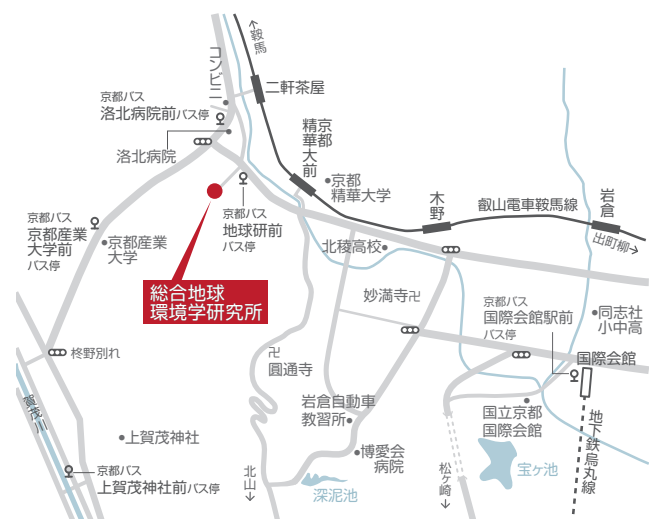 ↖鞍馬
コンビニ
二軒茶屋
京都バス
洛北病院前バス停
洛北病院
京都
精華大前
京都
精華大学
木野
叡山電車鞍馬線
岩倉
出町柳→
京都バス
地球研前
バス停
京都バス
京都産業
大学前
バス停
京都産業
大学
北稜高校
総合地球
環境学研究所
妙満寺卍
京都バス
国際会館駅前
バス停
同志社
小中高
柊野別れ
卍
圓通寺
国際会館
岩倉自動車
教習所
国立京都
国際会館
地下鉄烏丸線
賀茂川
上賀茂神社
博愛会
病院
京都バス
上賀茂神社前バス停
北山↓
深泥池
松ヶ崎↓
宝ヶ池